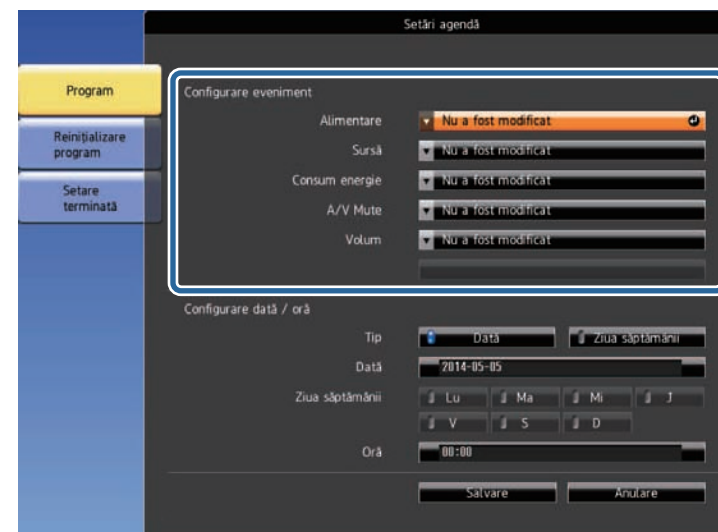 Setări agendă
Program
Reinițializare
program
Setare
terminată
Configurare eveniment
Alimentare Nu a fost modificat
Sursă Nu a fost modificat
Consum energie Nu a fost modificat
A/V Mute Nu a fost modificat
Volum Nu a fost modificat
Configurare dată / oră
Tip Dată Ziua săptămânii
Dată 2014-05-05
Ziua săptămânii Lu Ma Mi J
V S D
Oră 00:00
Salvare Anulare